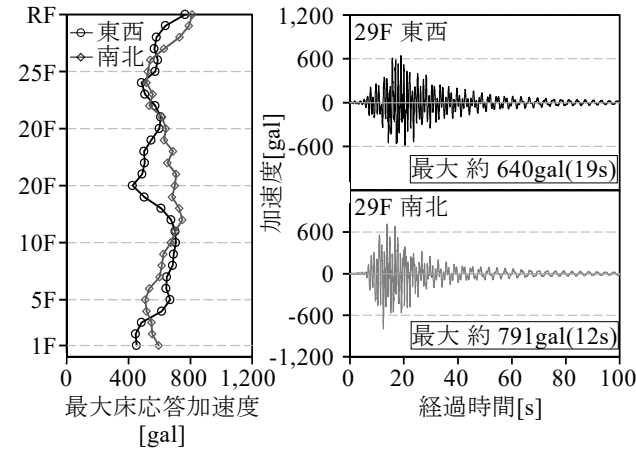 RF
25F
20F
20F
10F
5F
1F
東西
南北
0
400
800
1,200
最大床応答加速度
[gal]
加速度[gal]
1,200
600
0
-600
29F 東西
最大 約 640gal(19s)
600
0
-600
-1,200
29F 南北
最大 約 791gal(12s)
0
20
40
60
80
100
経過時間[s]